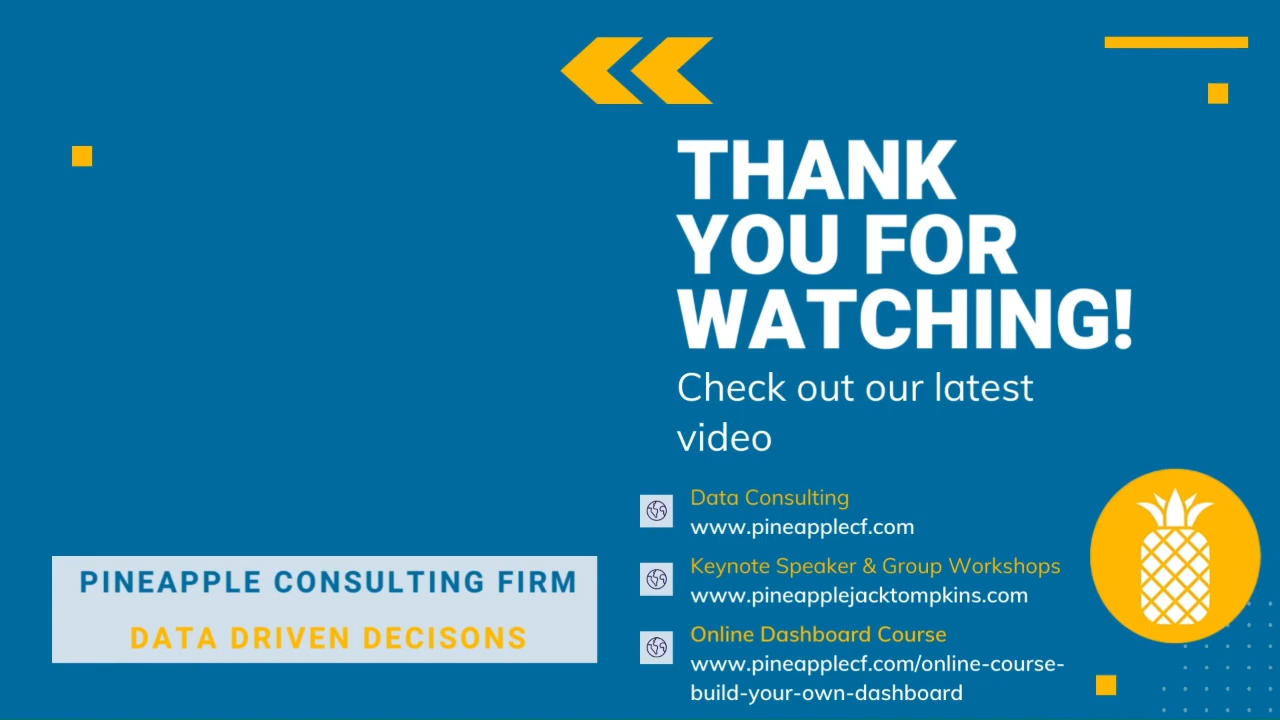 THANK
YOU FOR
WATCHING!
Check out our latest
video
Data Consulting
www.pineapplecf.com
Keynote Speaker & Group Workshops
www.pineapplejacktompkins.com
Online Dashboard Course
www.pineapplecf.com/online-course-
build-your-own-dashboard
PINEAPPLE CONSULTING FIRM
DATA DRIVEN DECISONS